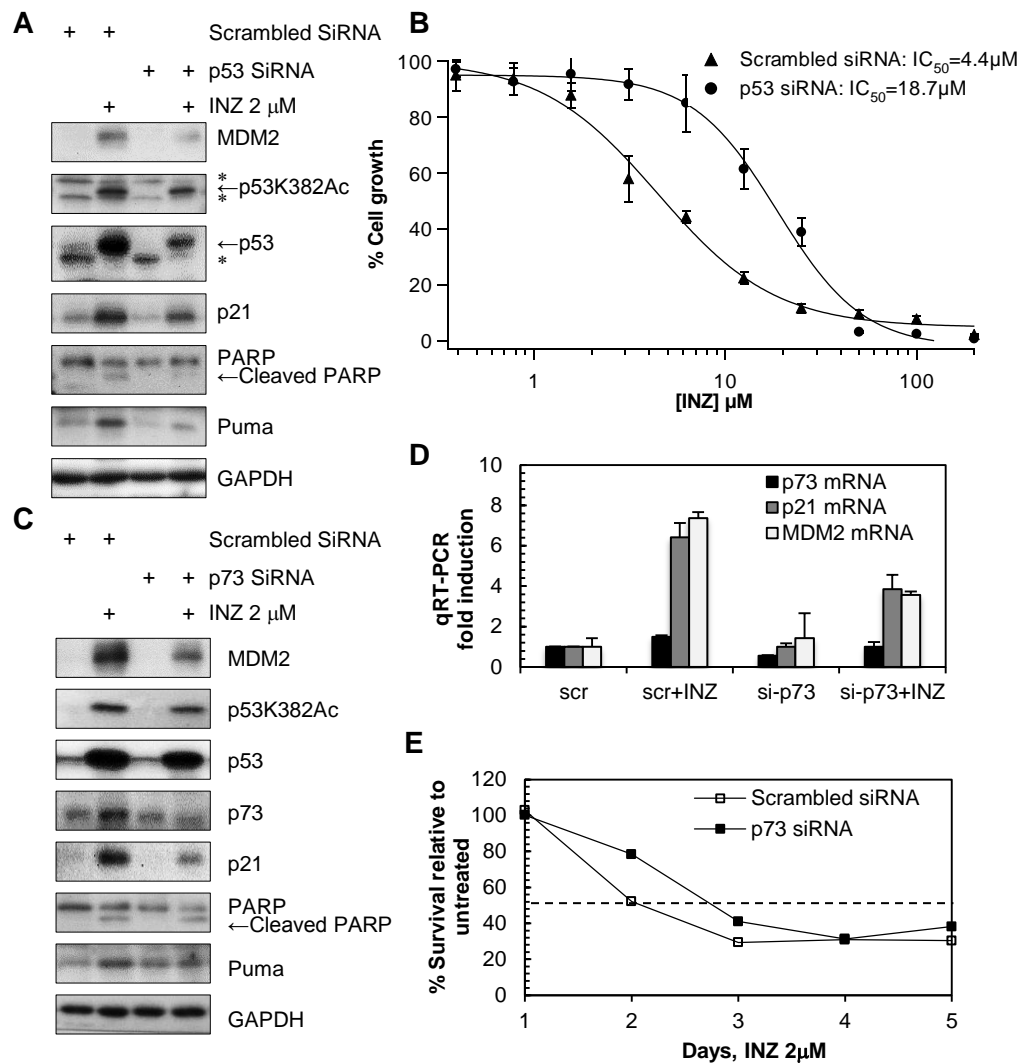 A
+ +
Scrambled SiRNA
+ +
p53 SiRNA
+ +
INZ 2 μM
MDM2
*
←p53K382Ac
*
←p53
*
p21
PARP
←Cleaved PARP
Puma
GAPDH
B
Scrambled siRNA: IC50=4.4μM
p53 siRNA: IC50=18.7μM
100
80
60
40
20
0
% Cell growth
1
10
100
[INZ] μM
C
+ +
Scrambled SiRNA
+ +
p73 SiRNA
+ +
INZ 2 μM
MDM2
p53K382Ac
p53
p73
p21
PARP
←Cleaved PARP
Puma
GAPDH
D
10
8
6
4
2
0
qRT-PCR
fold induction
p73 mRNA
p21 mRNA
MDM2 mRNA
scr
scr+INZ
si-p73
si-p73+INZ
E
120
100
80
60
40
20
0
% Survival relative to
untreated
Scrambled siRNA
p73 siRNA
1
2
3
4
5
Days, INZ 2μM